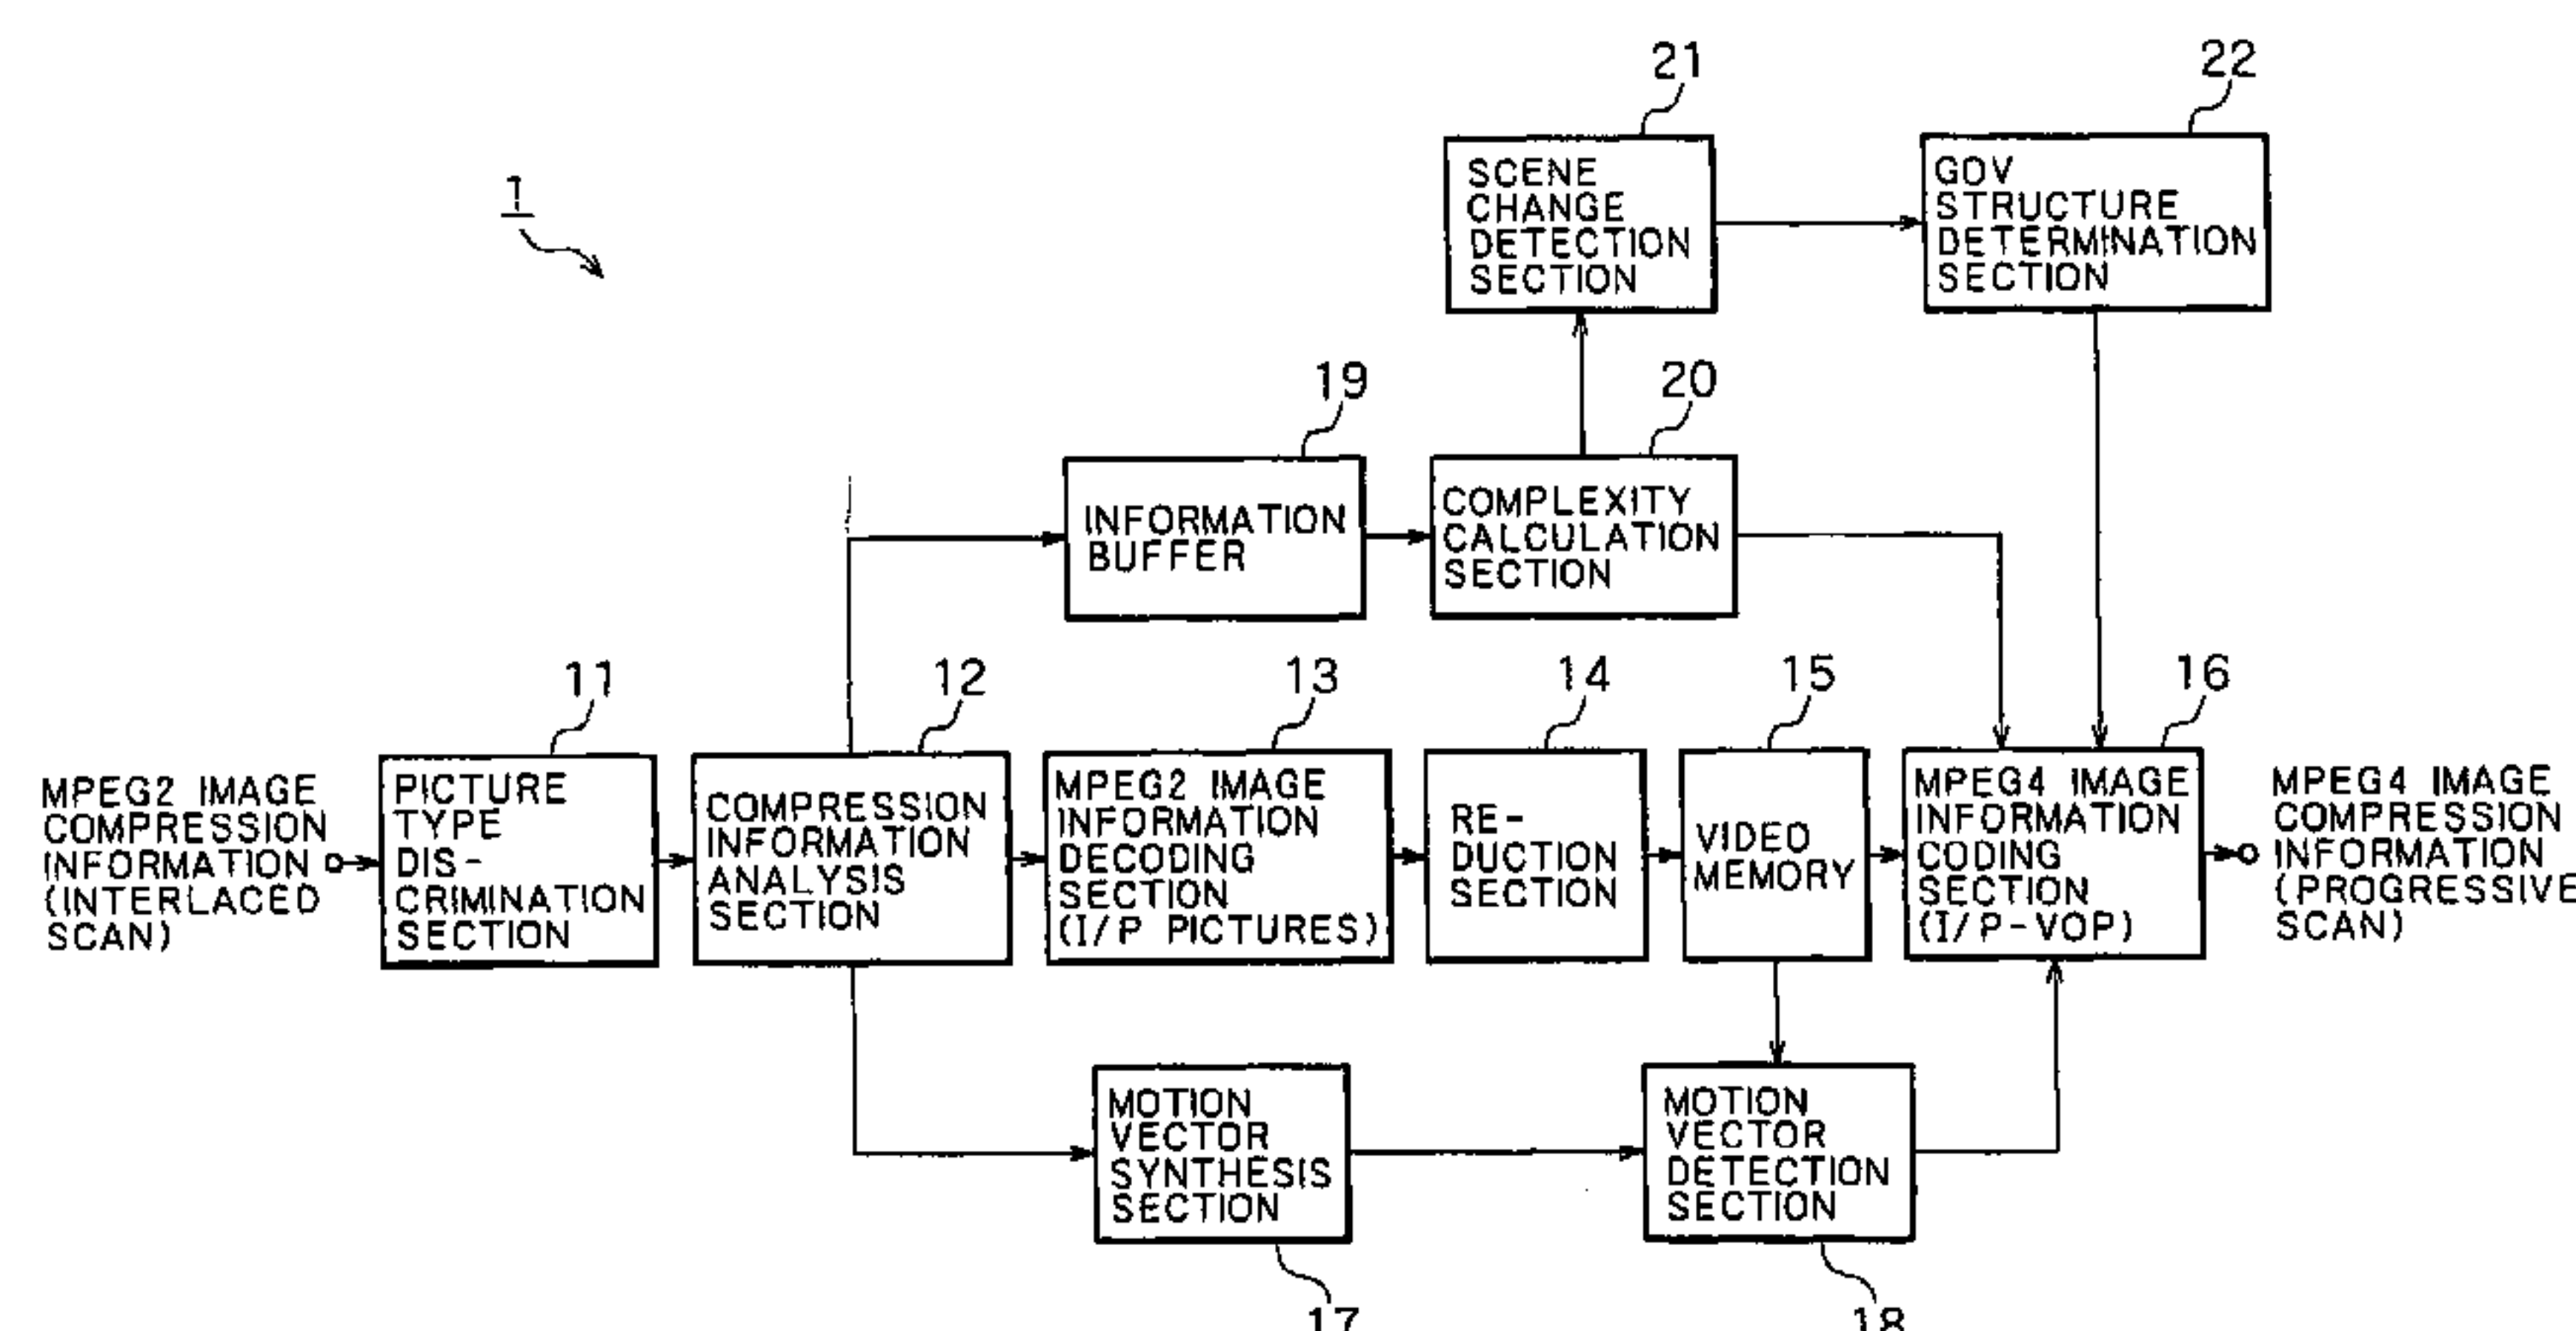 21
22
1
SCENE
CHANGE
DETECTION
SECTION
GOV
STRUCTURE
DETERMINATION
SECTION
19
20
INFORMATION
BUFFER
COMPLEXITY
CALCULATION
SECTION
11
12
13
14
15
16
MPEG2 IMAGE
COMPRESSION
INFORMATION
(INTERLACED
SCAN)
PICTURE
TYPE
DIS-
CRIMINATION
SECTION
COMPRESSION
INFORMATION
ANALYSIS
SECTION
MPEG2 IMAGE
INFORMATION
DECODING
SECTION
(I/P PICTURES)
RE-
DUCTION
SECTION
VIDEO
MEMORY
MPEG4 IMAGE
INFORMATION
CODING
SECTION
(I/P-VOP)
MPEG4 IMAGE
COMPRESSION
INFORMATION
(PROGRESSIVE
SCAN)
MOTION
VECTOR
SYNTHESIS
SECTION
MOTION
VECTOR
DETECTION
SECTION
17
18